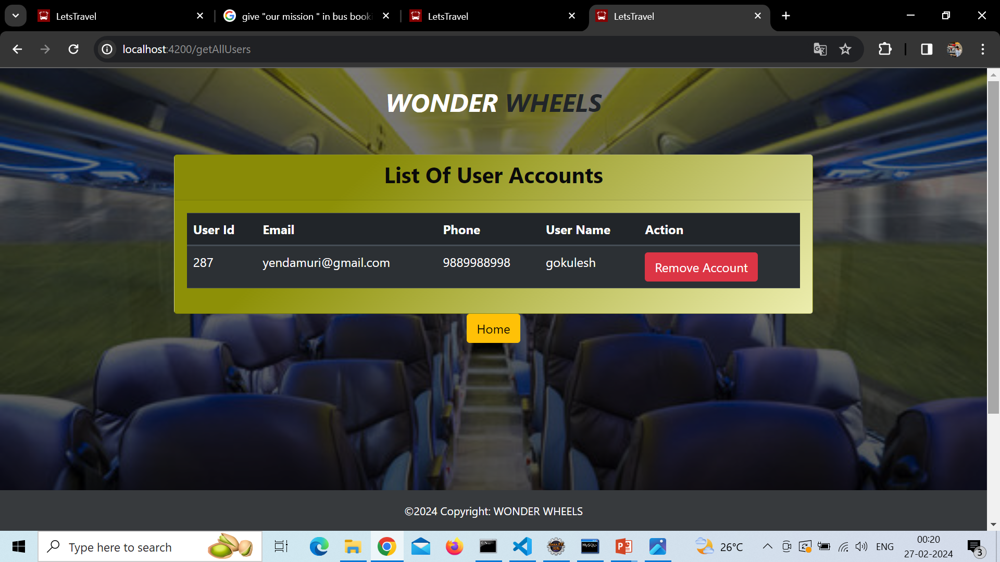 LetsTravel
give "our mission " in bus booki
LetsTravel
LetsTravel
localhost:4200/getAllUsers
WONDER WHEELS
List Of User Accounts
User Id Email Phone User Name Action
287 yendamuri@gmail.com 9889988998 gokulesh Remove Account
Home
©2024 Copyright: WONDER WHEELS
Type here to search
26°C
ENG
00:20
27-02-2024
3